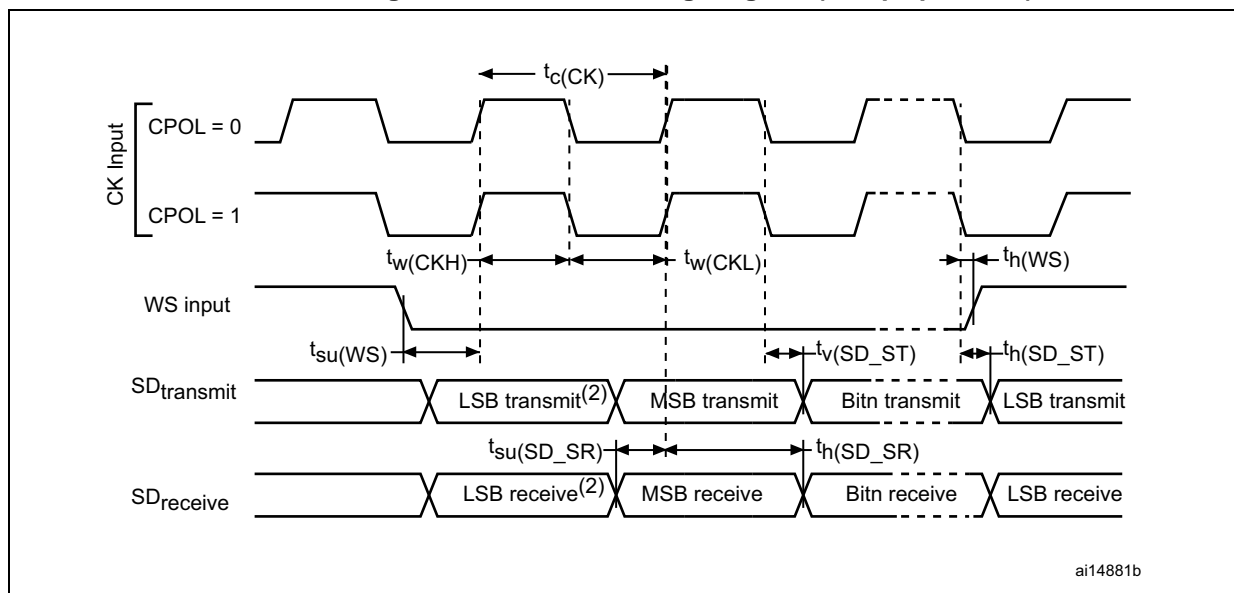 tc(CK)
CK Input
CPOL = 0
CPOL = 1
tw(CKH)
tw(CKL)
th(WS)
WS input
tsu(WS)
tv(SD_ST)
th(SD_ST)
SDtransmit
LSB transmit(2)
MSB transmit
Bitn transmit
LSB transmit
tsu(SD_SR)
th(SD_SR)
SDreceive
LSB receive(2)
MSB receive
Bitn receive
LSB receive
ai14881b